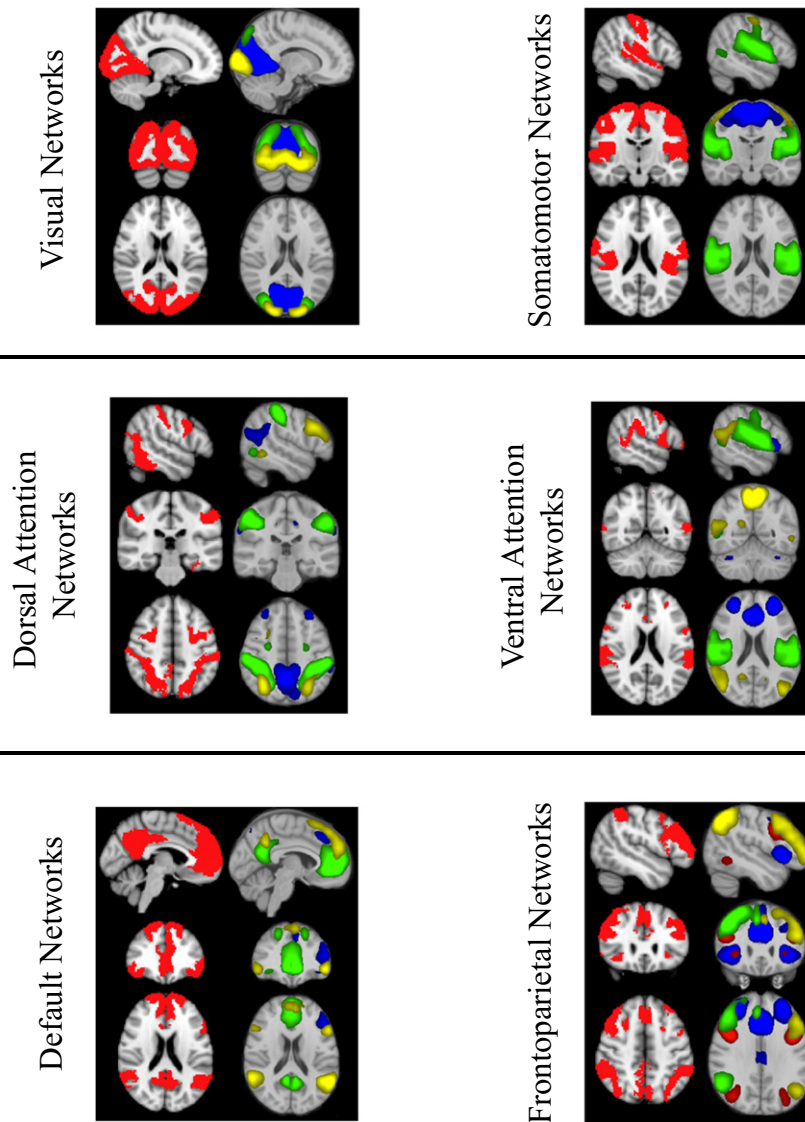 Visual Networks
Somatomotor Networks
Dorsal Attention
Networks
Ventral Attention
Networks
Default Networks
Frontoparietal Networks